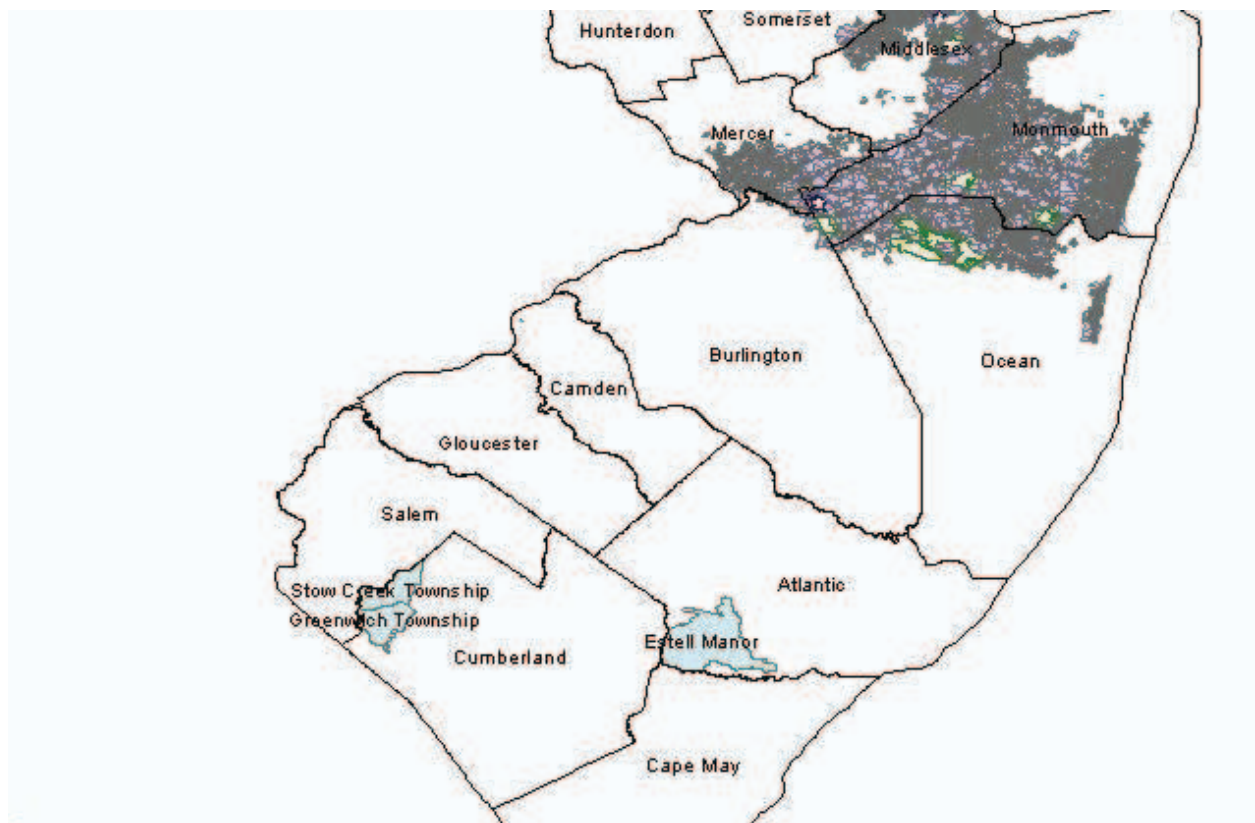 Somerset
Hunterdon
Middlesex
Mercer
Monmouth
Burlington
Ocean
Camden
Gloucester
Salem
Atlantic
Stow Creek Township
Greenwich Township
Estell Manor
Cumberland
Cape May